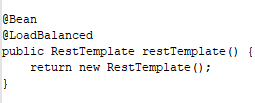 @Bean
@LoadBalanced
public RestTemplate restTemplate() {
    return new RestTemplate();
}